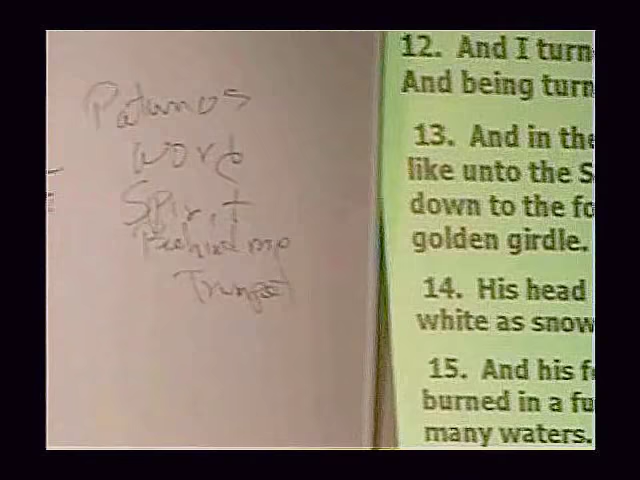 Patmos
word
Spirit
Behind me
Trumpet
12. And I turn
And being turn
13. And in the
like unto the S
down to the fo
golden girdle.
14. His head
white as snow
15. And his f
burned in a fu
many waters.